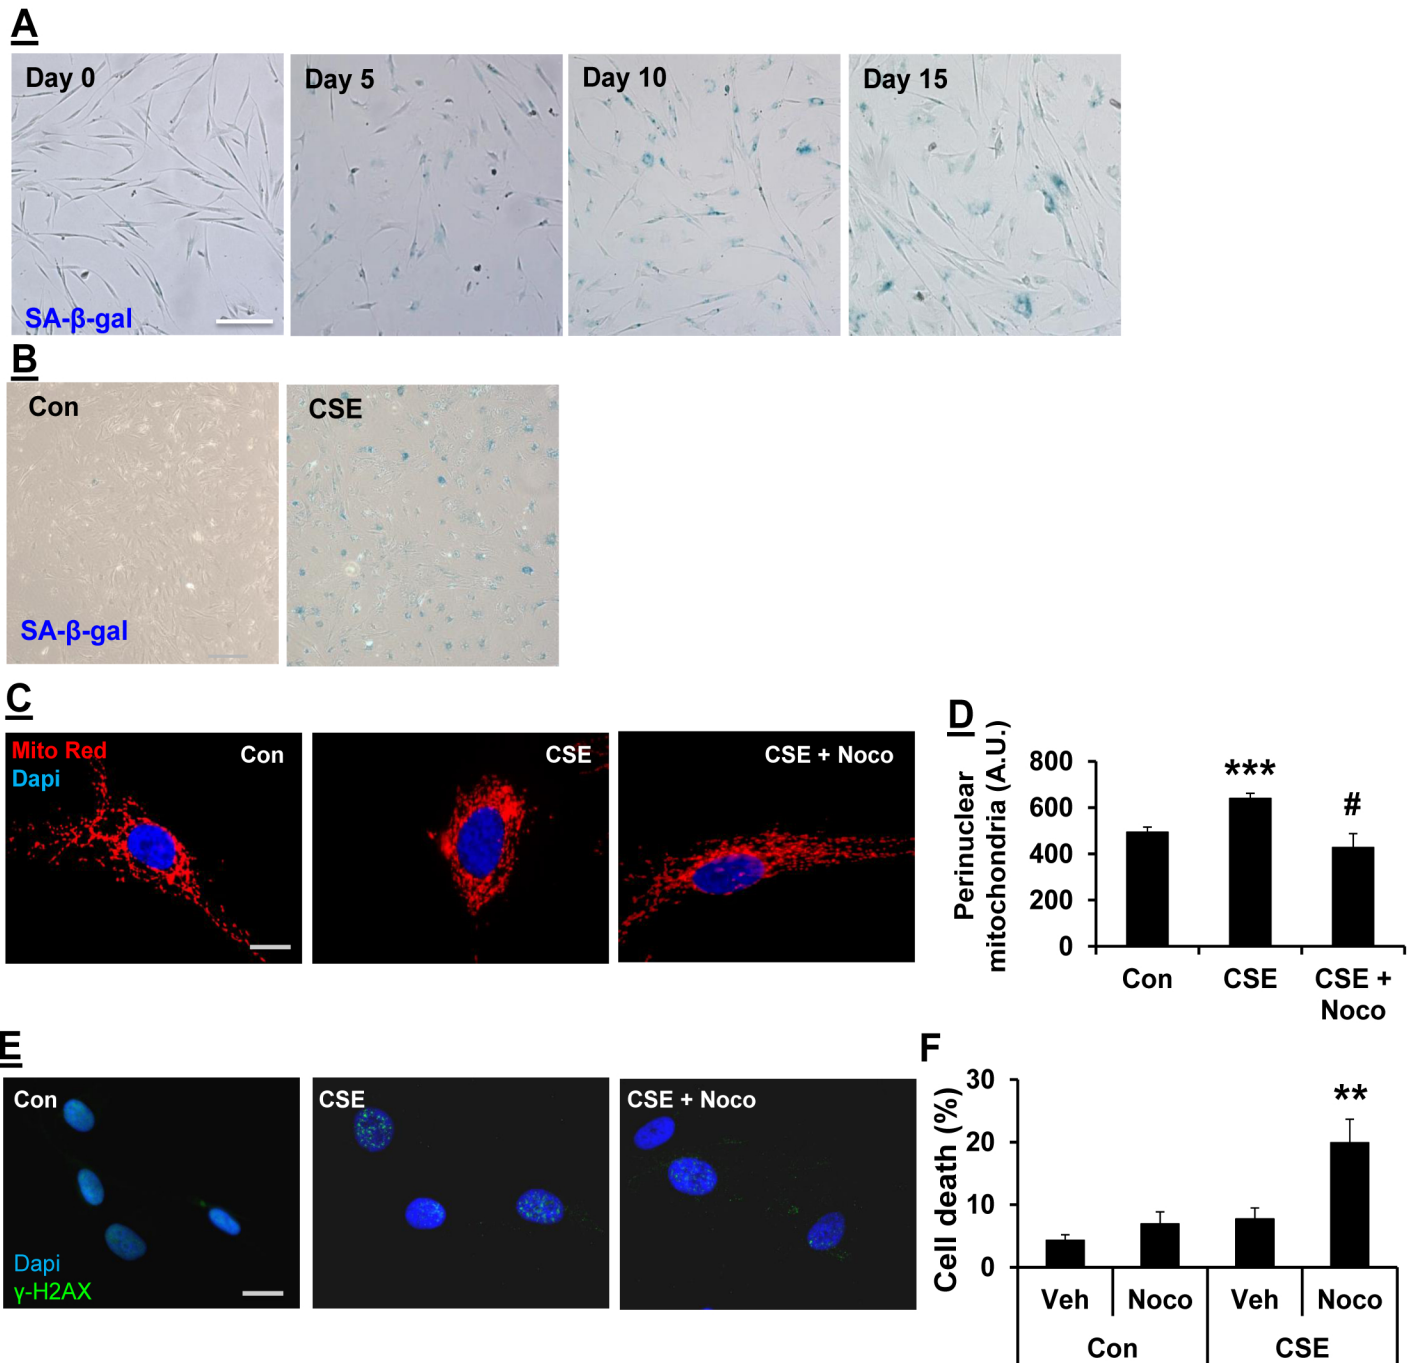 A
Day 0
Day 5
Day 10
Day 15
SA-β-gal
B
Con
CSE
SA-β-gal
C
Mito Red
Dapi
Con
CSE
CSE + Noco
D
Perinuclear
mitochondria (A.U.)
800
600
400
200
0
***
#
Con
CSE
CSE +
Noco
E
Con
CSE
CSE + Noco
Dapi
γ-H2AX
F
Cell death (%)
30
20
10
0
**
Veh
Noco
Veh
Noco
Con
CSE